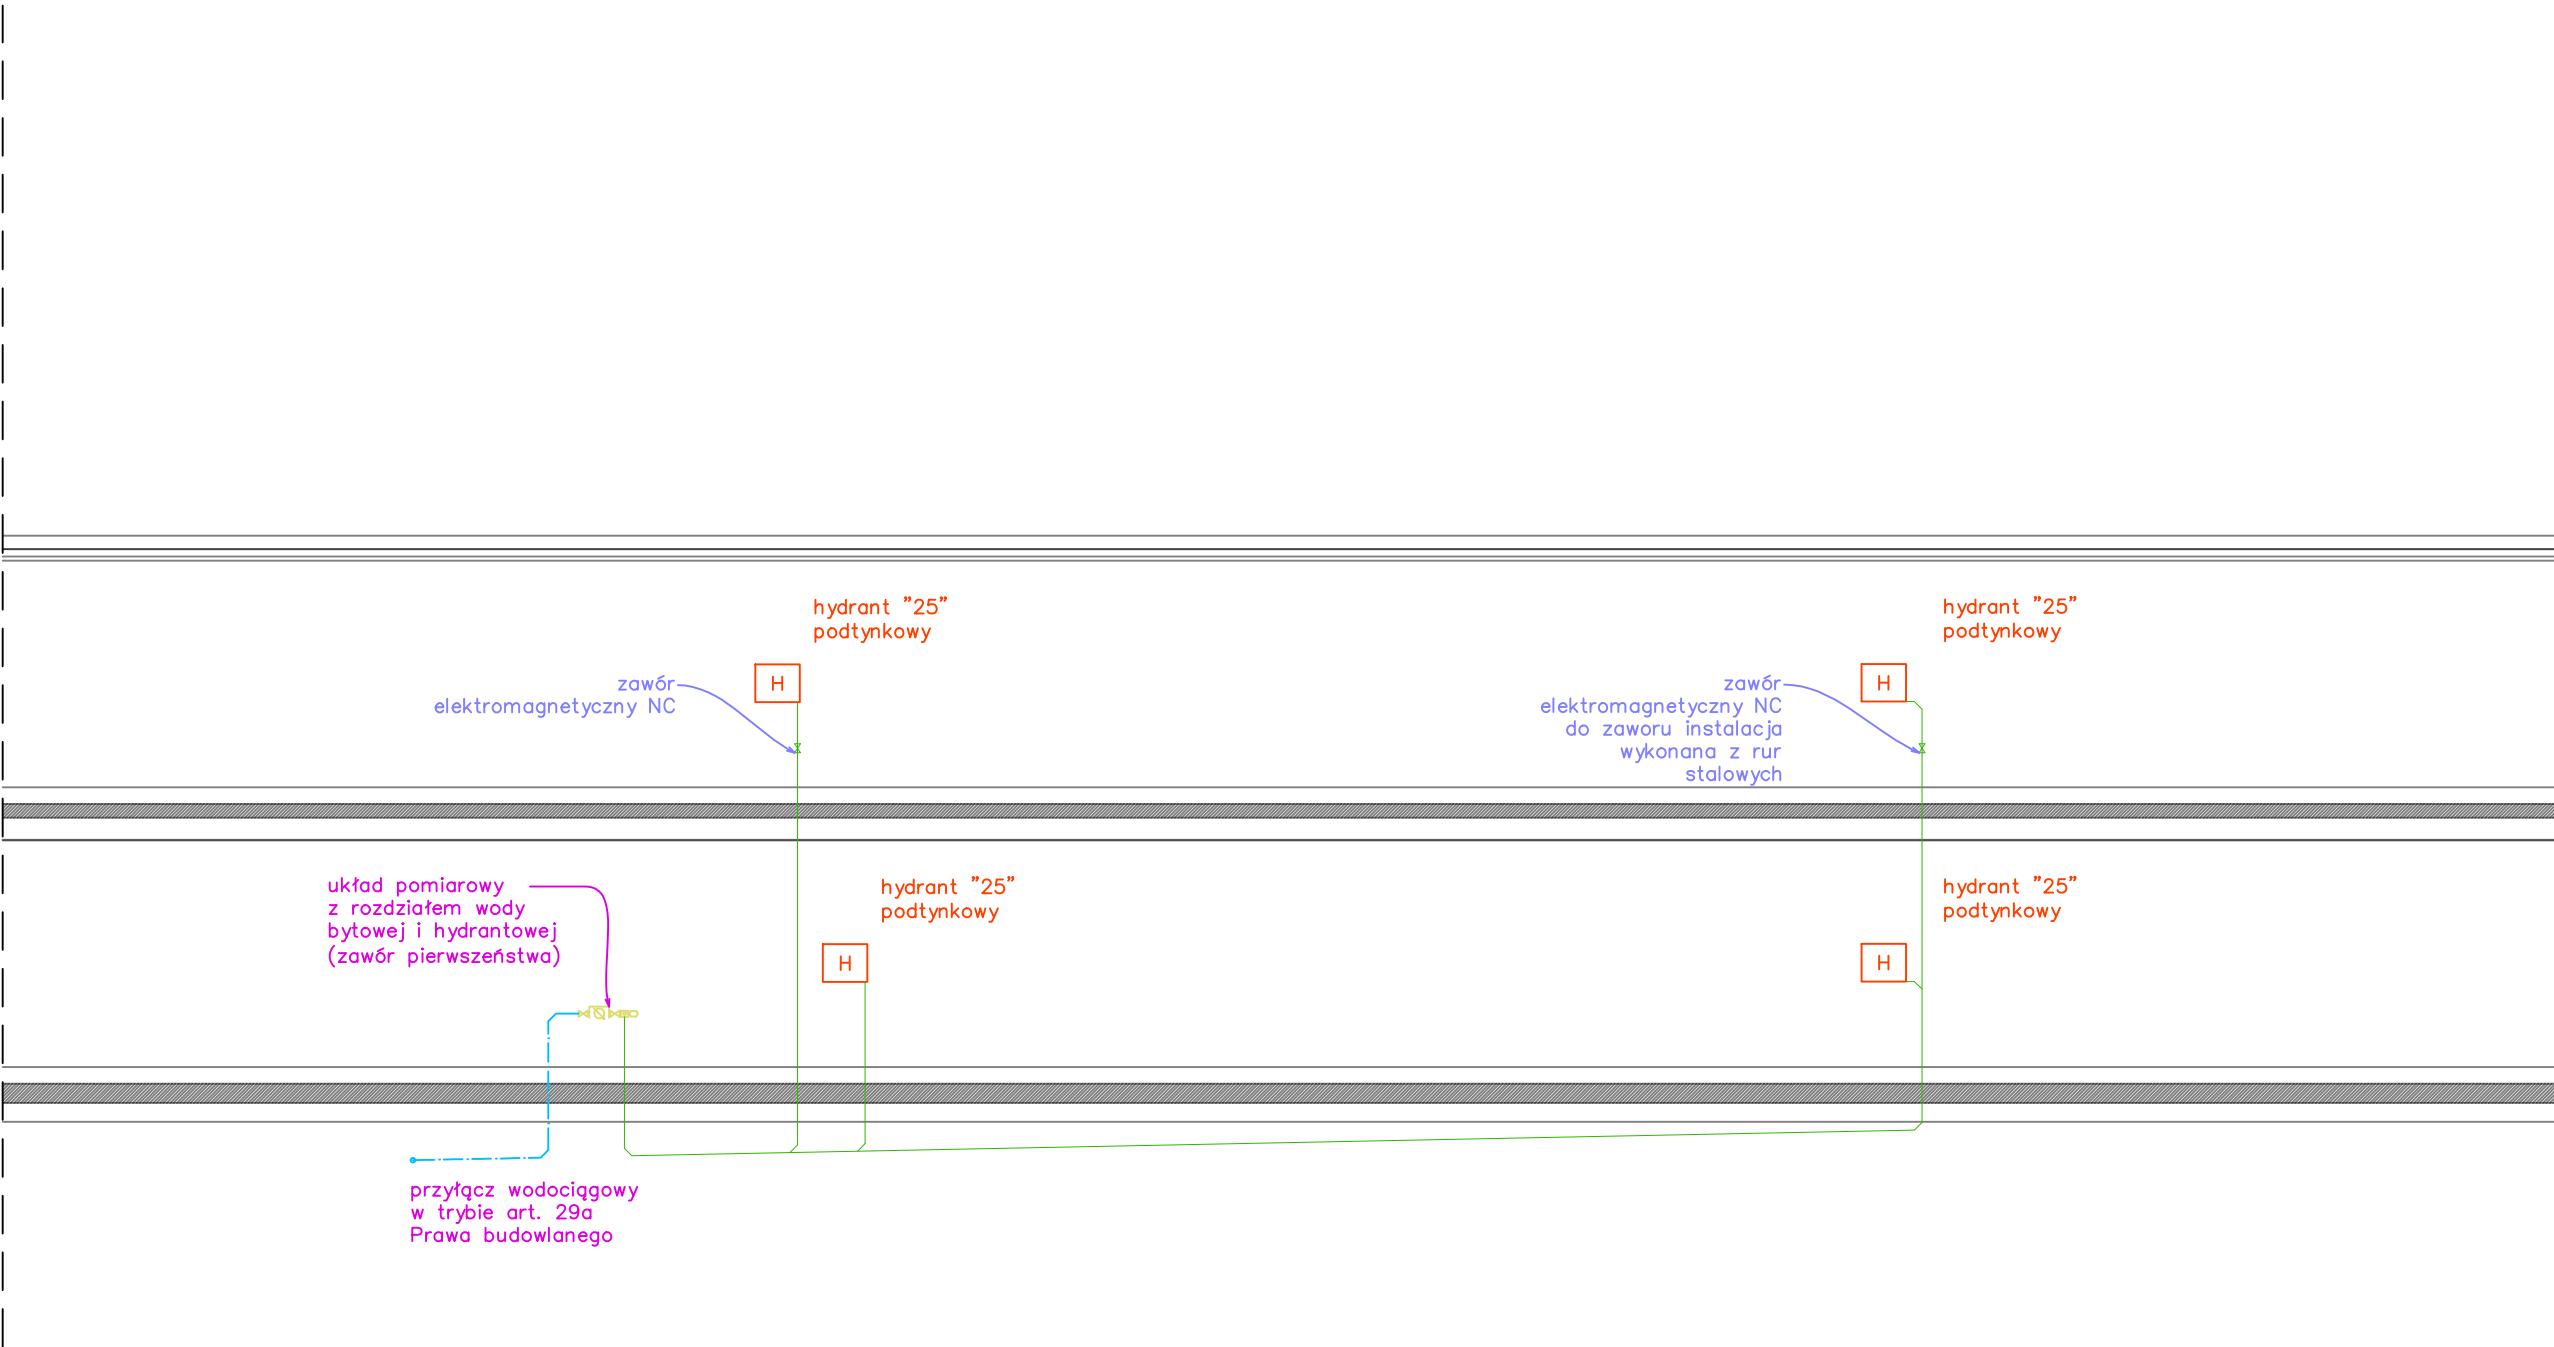 hydrant "25"
podtynkowy
hydrant "25"
podtynkowy
H
H
zawór
elektromagnetyczny NC
zawór
elektromagnetyczny NC
do zaworu instalacja
wykonana z rur
stalowych
układ pomiarowy
z rozdziałem wody
bytowej i hydrantowej
(zawór pierwszeństwa)
hydrant "25"
podtynkowy
hydrant "25"
podtynkowy
H
H
przyłącz wodociągowy
w trybie art. 29a
Prawa budowlanego